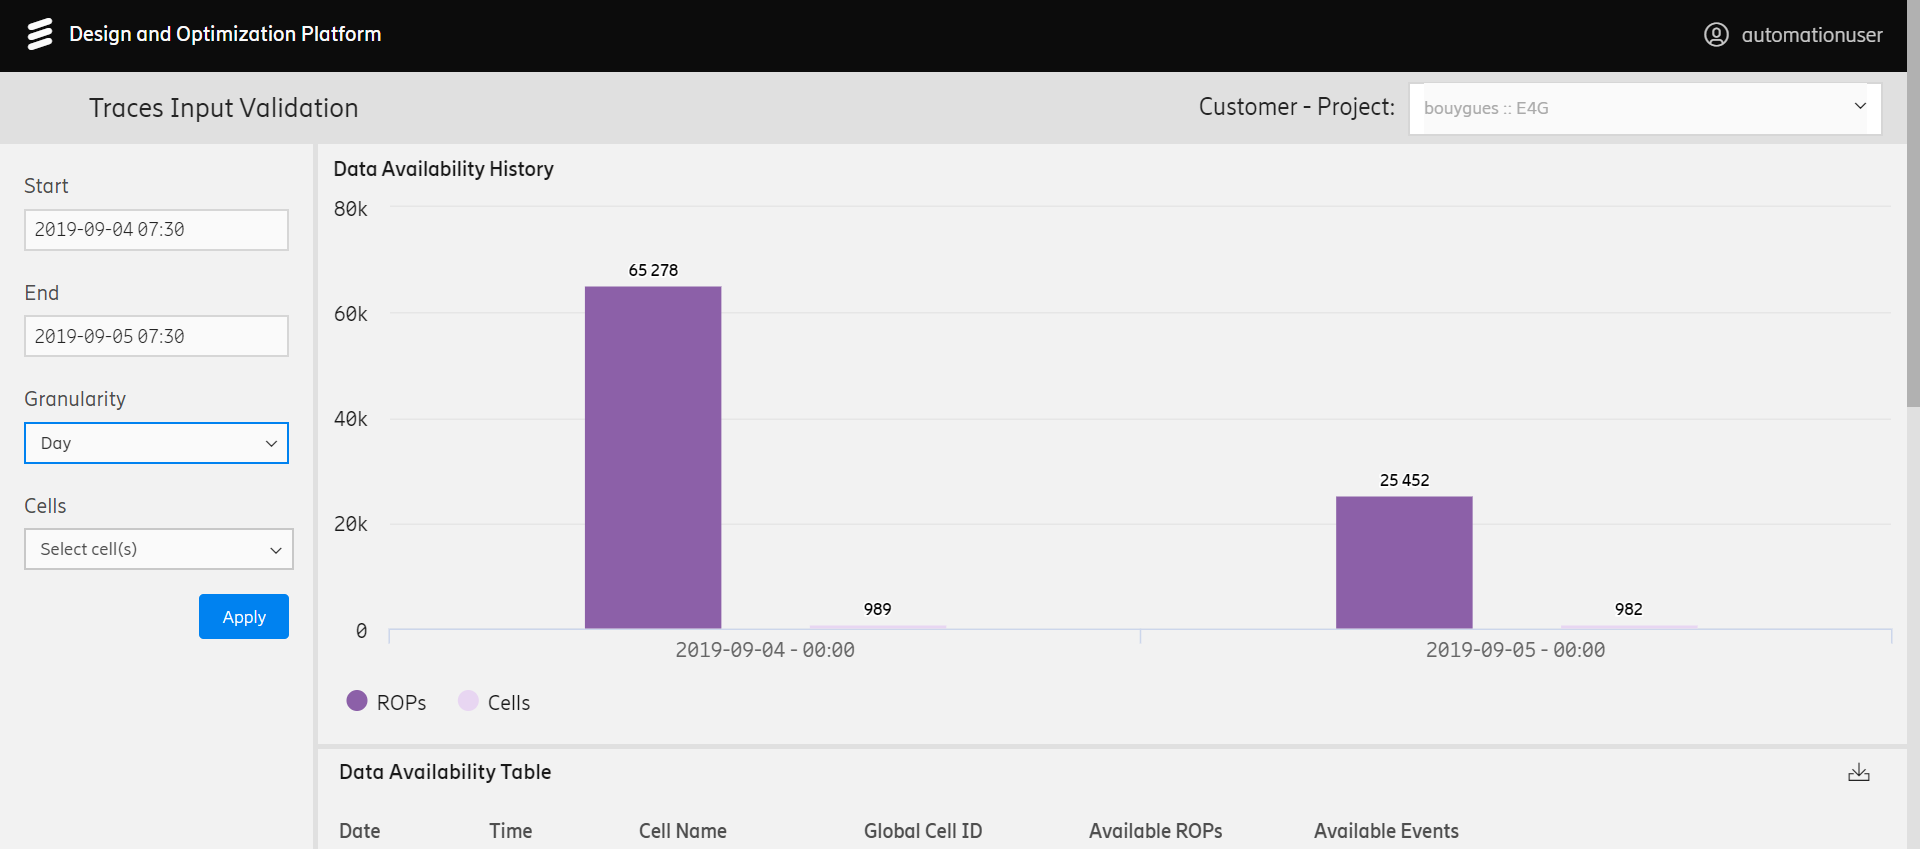 Design and Optimization Platform
automationuser
Traces Input Validation
Customer - Project:
bouygues :: E4G
Start
2019-09-04 07:30
End
2019-09-05 07:30
Granularity
Day
Cells
Select cell(s)
Apply
Data Availability History
80k
60k
40k
20k
0
65 278
989
25 452
982
2019-09-04 - 00:00
2019-09-05 - 00:00
ROPs
Cells
Data Availability Table
Date Time Cell Name Global Cell ID Available ROPs Available Events